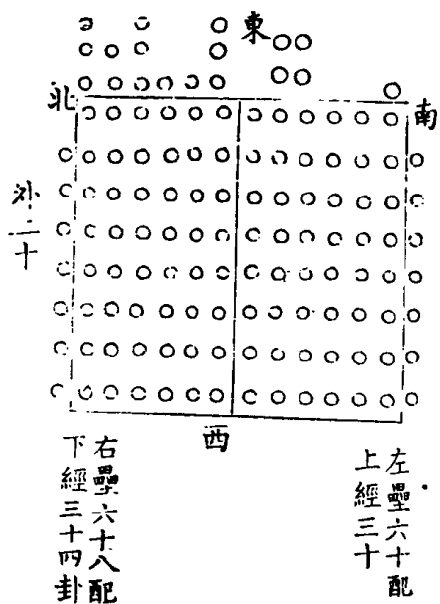 東
南
北
外二十
西
左壘六十配
上經三十
右壘六十八配
下經三十四卦